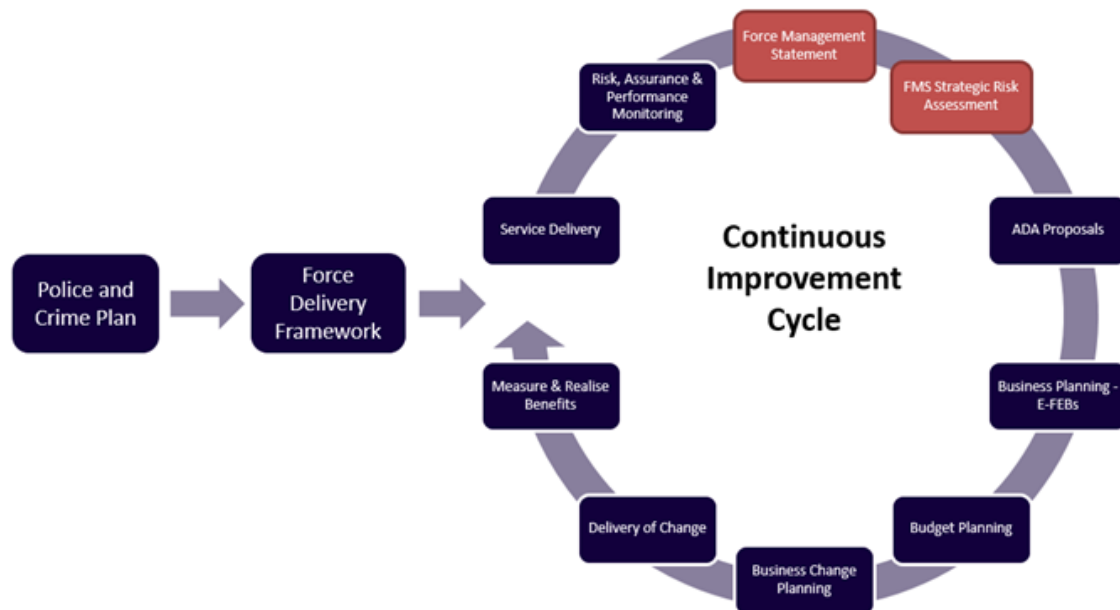 Police and
Crime Plan
Force
Delivery
Framework
Continuous
Improvement
Cycle
Force Management
Statement
FMS Strategic Risk
Assessment
ADA Proposals
Business Planning -
E-FEBs
Budget Planning
Business Change
Planning
Delivery of Change
Measure & Realise
Benefits
Service Delivery
Risk, Assurance &
Performance
Monitoring